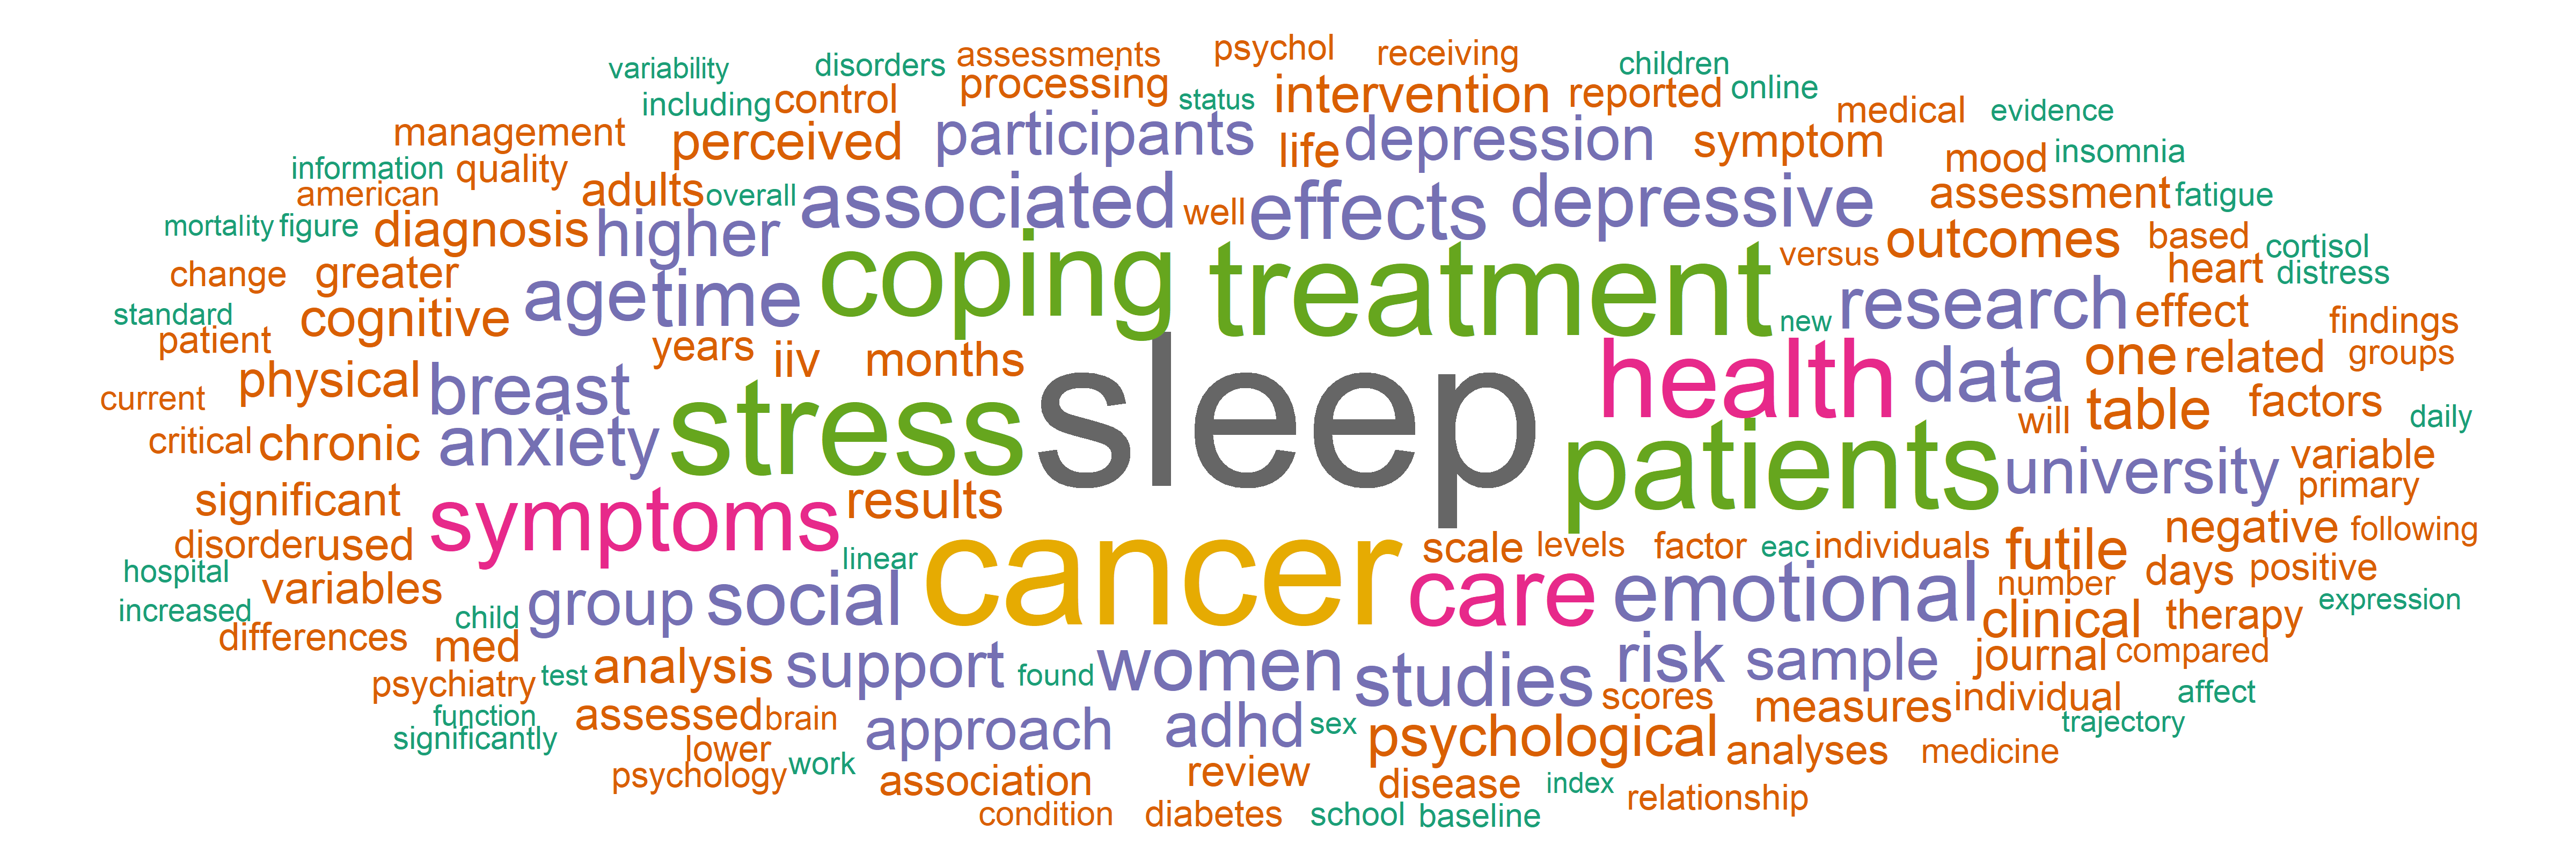 variability disorders assessments psychol receiving children
including control processing status intervention reported online medical evidence
management perceived participants life depression symptom mood insomnia
information quality
american adults overall associated well effects depressive assessment fatigue
mortality figure diagnosis higher versus outcomes based cortisol
change greater age time coping treatment research effect heart distress
standard cognitive new findings
patient years iiv months health data one related groups
current physical breast stress sleep will table factors daily
critical chronic anxiety patients university variable
significant symptoms results primary
disorder used linear cancer scale levels factor eac individuals futile negative following
hospital variables group social care emotional number days positive
increased child clinical therapy expression
differences med analysis support found women studies risk sample journal compared
psychiatry test scores measures individual affect
function assessed brain approach adhd sex psychological analyses medicine trajectory
significantly lower
psychology work association review disease index relationship
condition diabetes school baseline